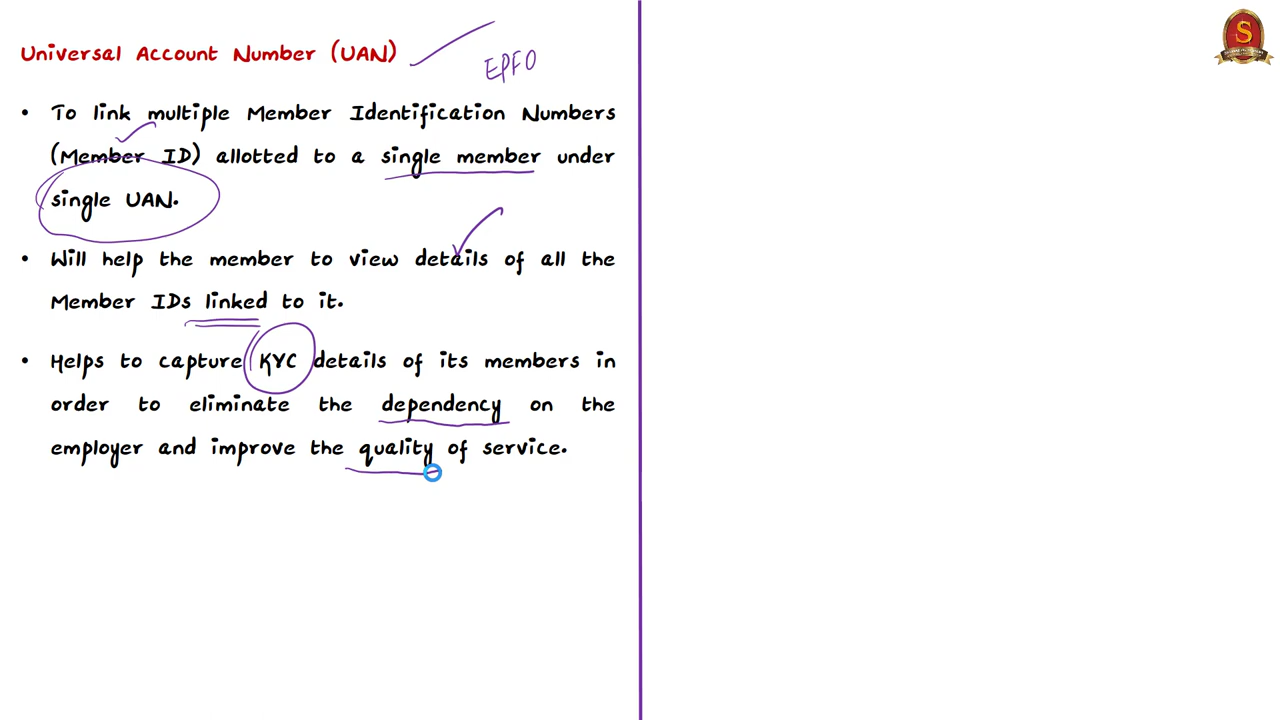 Universal Account Number (UAN)
EPFO
• To link multiple Member Identification Numbers
(Member ID) allotted to a single member under
single UAN.
• Will help the member to view details of all the
Member IDs linked to it.
• Helps to capture KYC details of its members in
order to eliminate the dependency on the
employer and improve the quality of service.
S